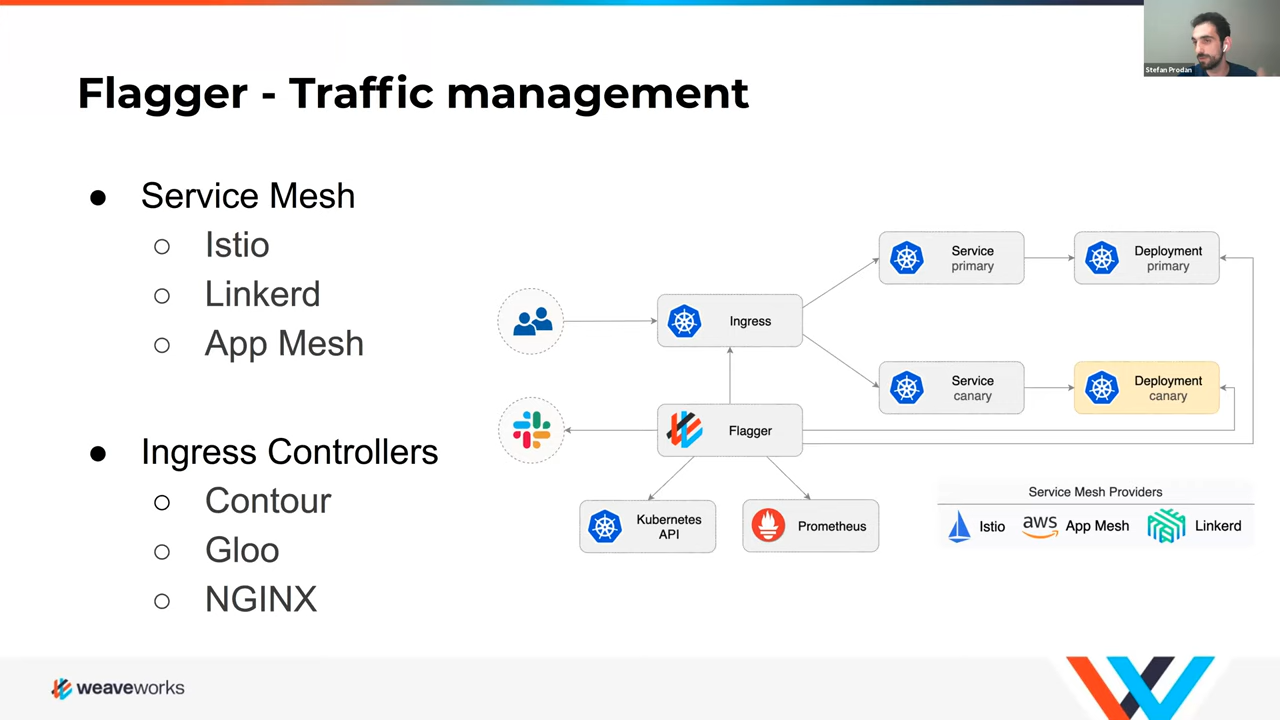 Stefan Prodan
Flagger - Traffic management
● Service Mesh
○ Istio
○ Linkerd
○ App Mesh
● Ingress Controllers
○ Contour
○ Gloo
○ NGINX
Ingress
Service
primary
Deployment
primary
Service
canary
Deployment
canary
Flagger
Kubernetes
API
Prometheus
Service Mesh Providers
Istio
aws
App Mesh
Linkerd
weaveworks